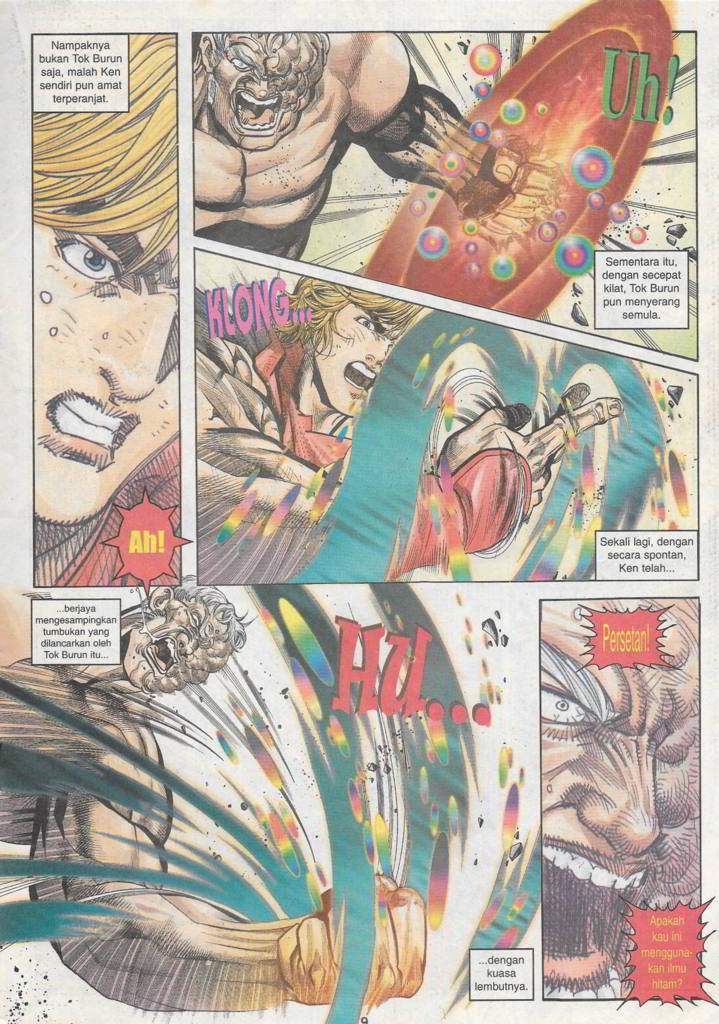 Nampaknya
bukan Tok Burun
saja, malah Ken
sendiri pun amat
terperanjat.
Uh!
Sementara itu,
dengan secepat
kilat, Tok Burun
pun menyerang
semula.
KLONG...
Ah!
Sekali lagi, dengan
secara spontan,
Ken telah...
...berjaya
mengesampingkan
tumbukan yang
dilancarkan oleh
Tok Burun itu...
HU...
Persetan!
...dengan
kuasa
lembutnya.
Apakah
kau ini
mengguna-
kan ilmu
hitam?
9